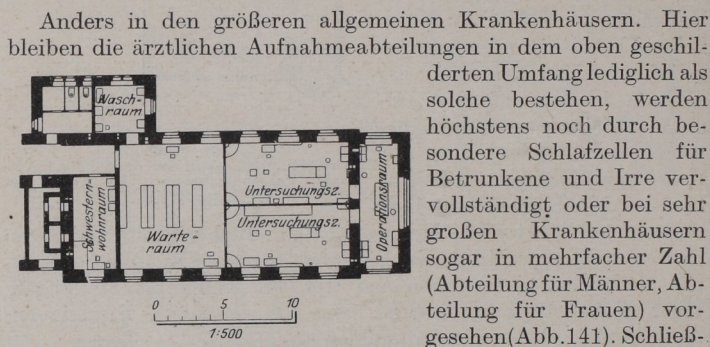 Anders in den größeren allgemeinen Krankenhäusern. Hier
bleiben die ärztlichen Aufnahmeabteilungen in dem oben geschil-
derten Umfang lediglich als
solche bestehen, werden
höchstens noch durch be-
sondere Schlafzellen für
Betrunkene und Irre ver-
vollständigt oder bei sehr
großen Krankenhäusern
sogar in mehrfacher Zahl
(Abteilung für Männer, Ab-
teilung für Frauen) vor-
gesehen(Abb.141). Schließ-
Wasch-
raum
Schwestern-
wohnraum
Warte-
raum
Untersuchungsz.
Untersuchungsz.
Operationsraum
0 5 10
1:500